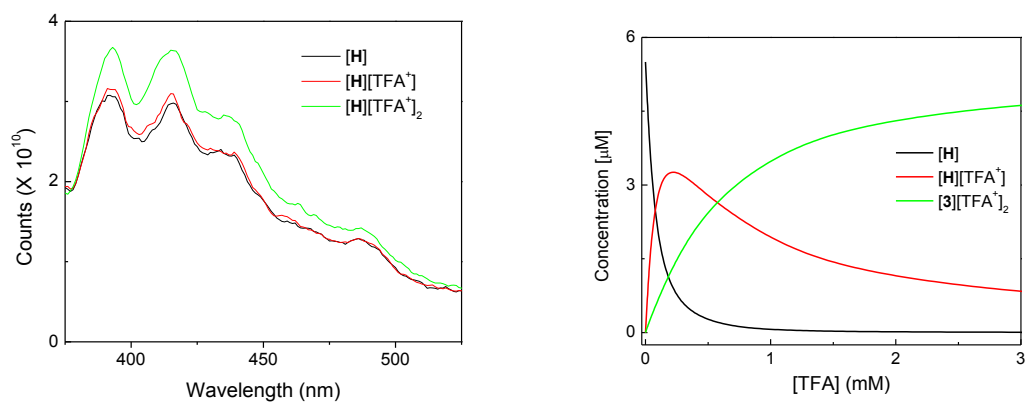 4
2
0
Counts (X 10¹⁰)
400
450
500
Wavelength (nm)
[H]
[H][TFA⁺]
[H][TFA⁺]₂
6
3
0
Concentration [µM]
0
1
2
3
[TFA] (mM)
[H]
[H][TFA⁺]
[3][TFA⁺]₂